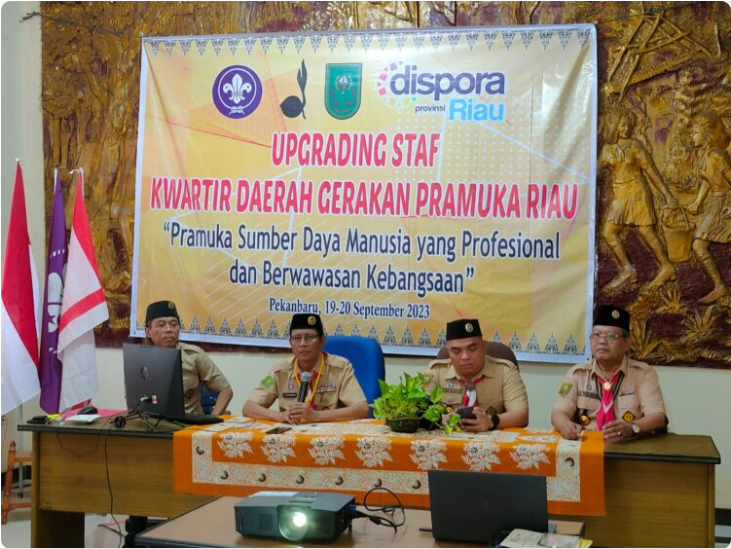 dispora
provinsi
Riau
UPGRADING STAF
KWARTIR DAERAH GERAKAN PRAMUKA RIAU
“Pramuka Sumber Daya Manusia yang Profesional
dan Berwawasan Kebangsaan”
Pekanbaru, 19-20 September 2023